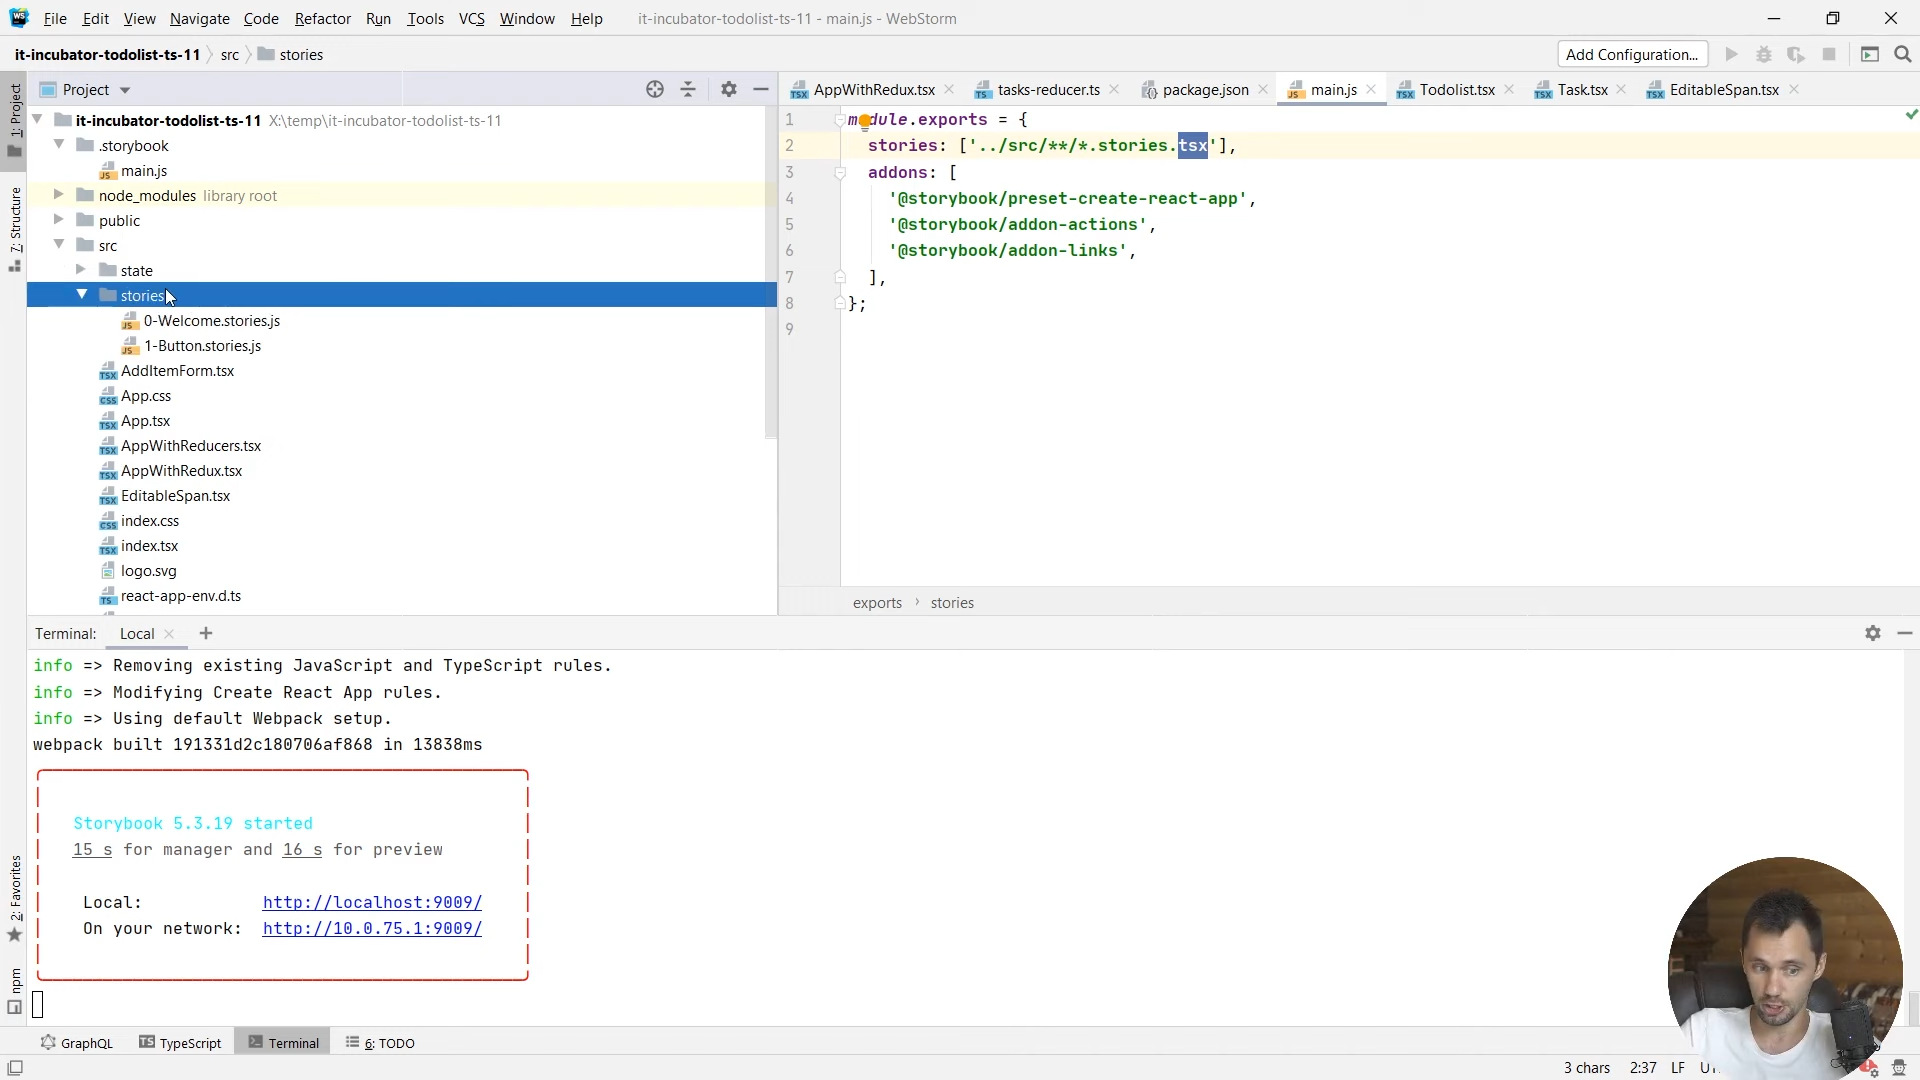 File Edit View Navigate Code Refactor Run Tools VCS Window Help it-incubator-todolist-ts-11 - main.js - WebStorm
it-incubator-todolist-ts-11 src stories Add Configuration...
Project
AppWithRedux.tsx tasks-reducer.ts package.json main.js Todolist.tsx Task.tsx EditableSpan.tsx
1: Project
7: Structure
2: Favorites
npm
it-incubator-todolist-ts-11 X:\temp\it-incubator-todolist-ts-11
.storybook
main.js
node_modules library root
public
src
state
stories
0-Welcome.stories.js
1-Button.stories.js
AddItemForm.tsx
App.css
App.tsx
AppWithReducers.tsx
AppWithRedux.tsx
EditableSpan.tsx
index.css
index.tsx
logo.svg
react-app-env.d.ts
1 module.exports = {
2 stories: ['../src/**/*.stories.tsx'],
3 addons: [
4 '@storybook/preset-create-react-app',
5 '@storybook/addon-actions',
6 '@storybook/addon-links',
7 ],
8 };
9
exports › stories
Terminal: Local +
info => Removing existing JavaScript and TypeScript rules.
info => Modifying Create React App rules.
info => Using default Webpack setup.
webpack built 191331d2c180706af868 in 13838ms
Storybook 5.3.19 started
15 s for manager and 16 s for preview
Local: http://localhost:9009/
On your network: http://10.0.75.1:9009/
GraphQL TypeScript Terminal 6: TODO
3 chars 2:37 LF